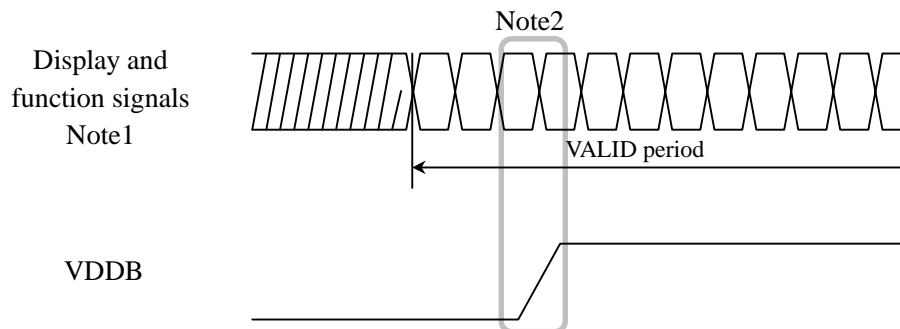 Note2
Display and
function signals
Note1
VALID period
VDDB